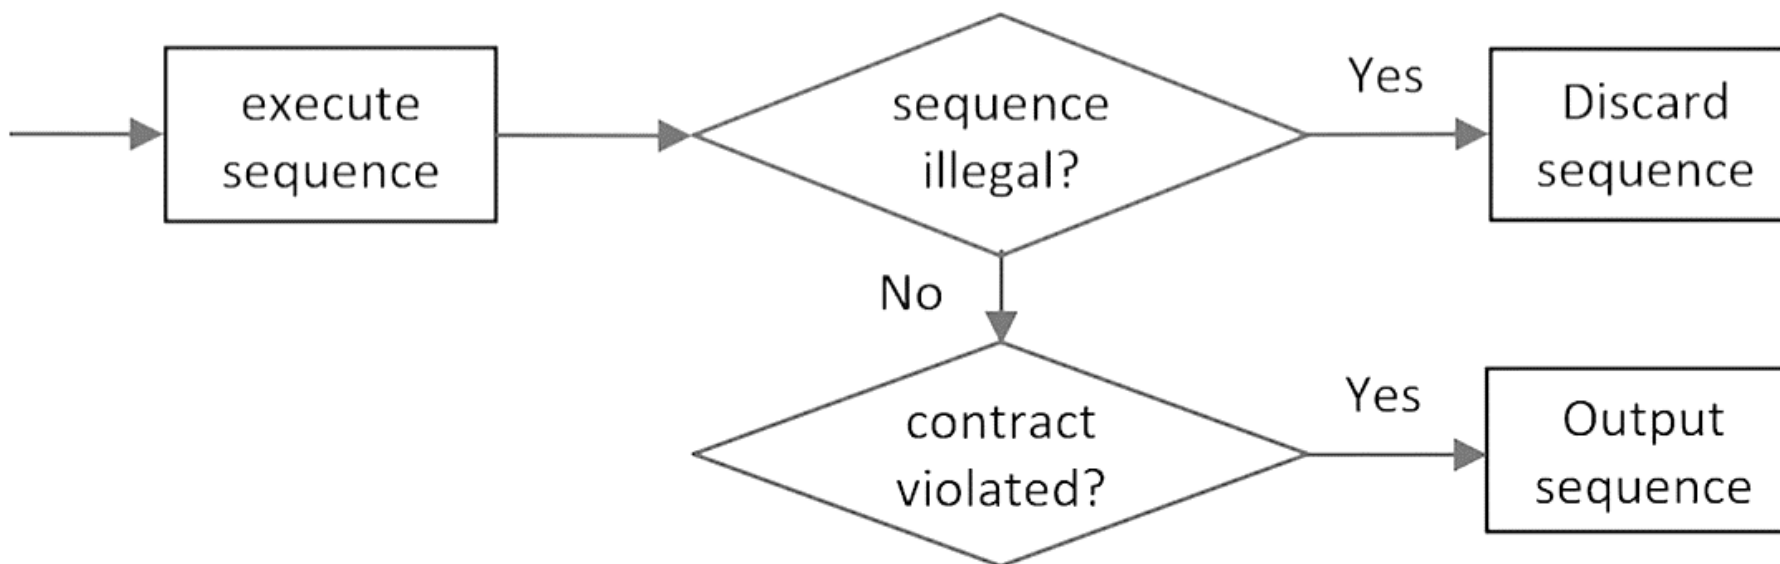 execute
sequence
sequence
illegal?
Yes
Discard
sequence
No
contract
violated?
Yes
Output
sequence